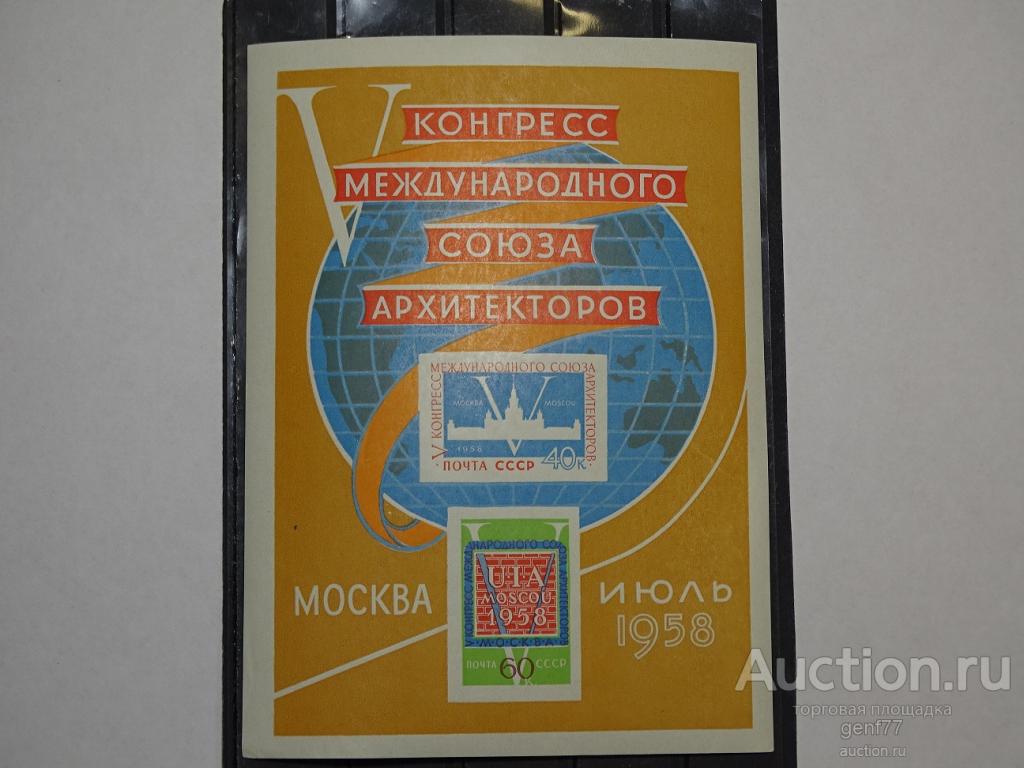 V
КОНГРЕСС
МЕЖДУНАРОДНОГО
СОЮЗА
АРХИТЕКТОРОВ
· V КОНГРЕСС МЕЖДУНАРОДНОГО СОЮЗА АРХИТЕКТОРОВ ·
V
МОСКВА MOSCOU
1958
ПОЧТА СССР 40к
V КОНГРЕСС МЕЖДУНАРОДНОГО СОЮЗА АРХИТЕКТОРОВ
UIA
MOSCOU
1958
МОСКВА
ПОЧТА 60 СССР
к
МОСКВА
ИЮЛЬ
1958
Auction.ru
торговая площадка
genf77
auction.ru